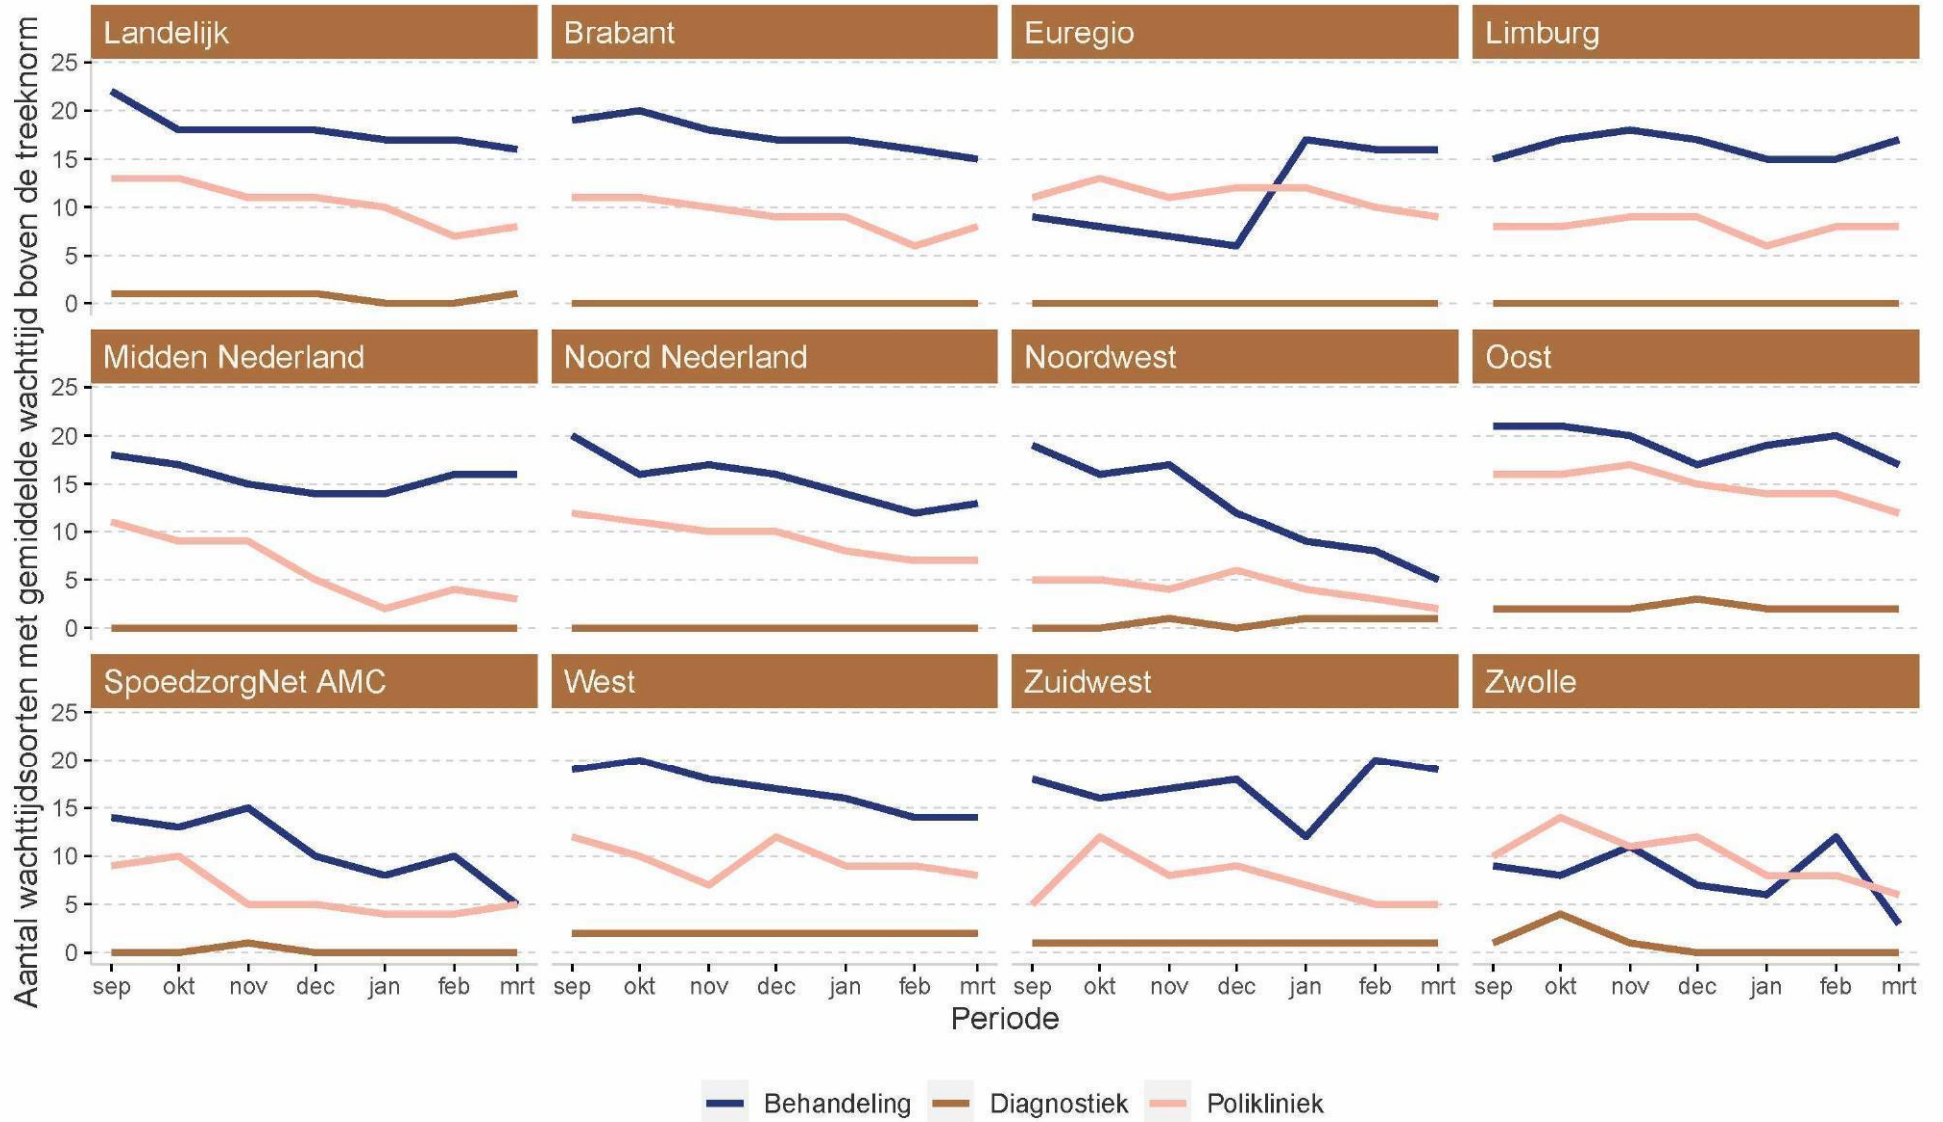 Aantal wachttijdsoorten met gemiddelde wachttijd boven de treeknorm
Landelijk
Brabant
Euregio
Limburg
25
20
15
10
5
0
Midden Nederland
Noord Nederland
Noordwest
Oost
25
20
15
10
5
0
SpoedzorgNet AMC
West
Zuidwest
Zwolle
25
20
15
10
5
0
sep okt nov dec jan feb mrt
sep okt nov dec jan feb mrt
sep okt nov dec jan feb mrt
sep okt nov dec jan feb mrt
Periode
Behandeling Diagnostiek Polikliniek